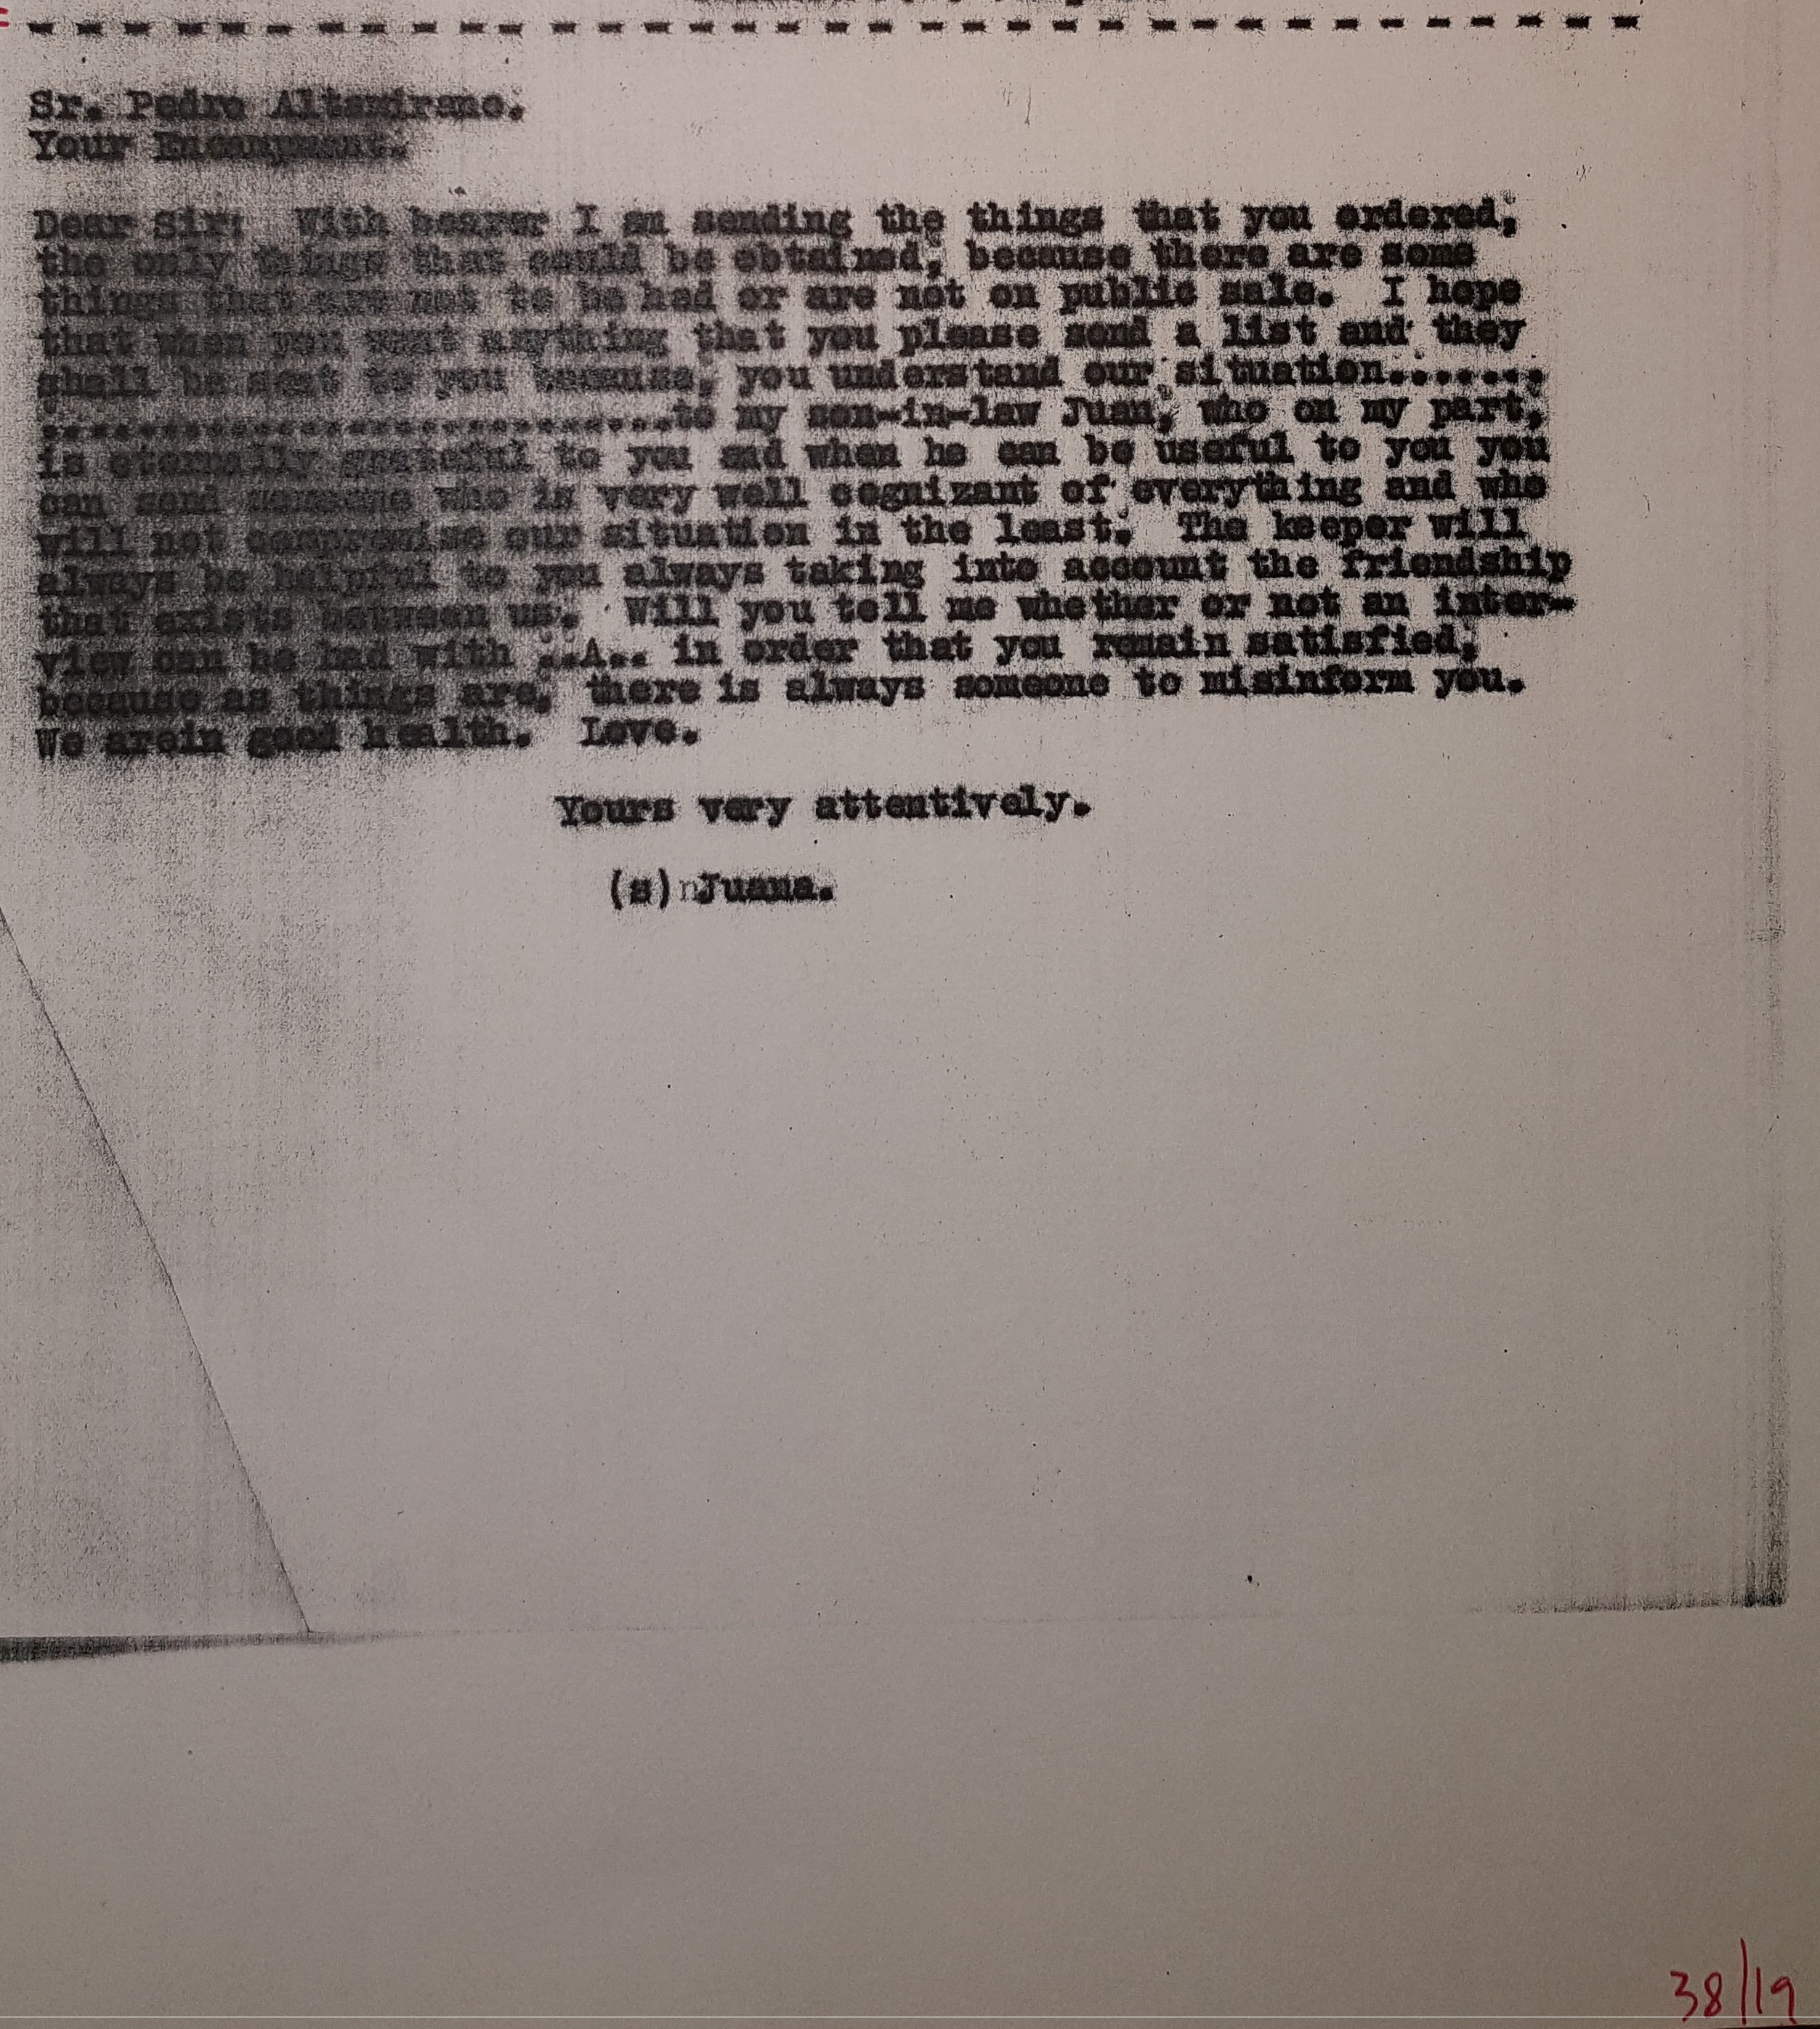 - - - - - - - - - - - - - - - - - - - - - - - - - - - - - - - - - - -
Sr. Pedro Altamirano.
Your Encampment.
Dear Sir: With bearer I am sending the things that you ordered,
the only things that could be obtained, because there are some
things that are not to be had or are not on public sale. I hope
that when you want anything that you please send a list and they
shall be sent to you because, you understand our situation.......
..................................to my son-in-law Juan, who on my part,
is eternally grateful to you and when he can be useful to you you
can send someone who is very well cognizant of everything and who
will not compromise our situation in the least. The keeper will
always be helpful to you always taking into account the friendship
that exists between us. Will you tell me whether or not an inter-
view can be had with ..A.. in order that you remain satisfied,
because as things are, there is always someone to misinform you.
We arein good health. Love.
Yours very attentively.
(s) Juana.
38/19